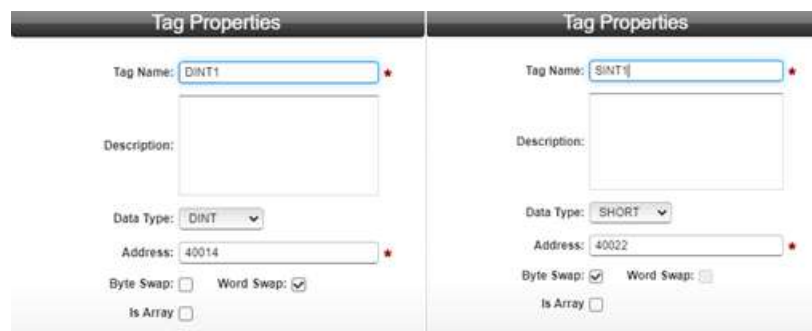 Tag Properties
Tag Name: DINT1 *
Description:
Data Type: DINT
Address: 40014 *
Byte Swap: Word Swap:
Is Array
Tag Properties
Tag Name: SINT1 *
Description:
Data Type: SHORT
Address: 40022 *
Byte Swap: Word Swap:
Is Array